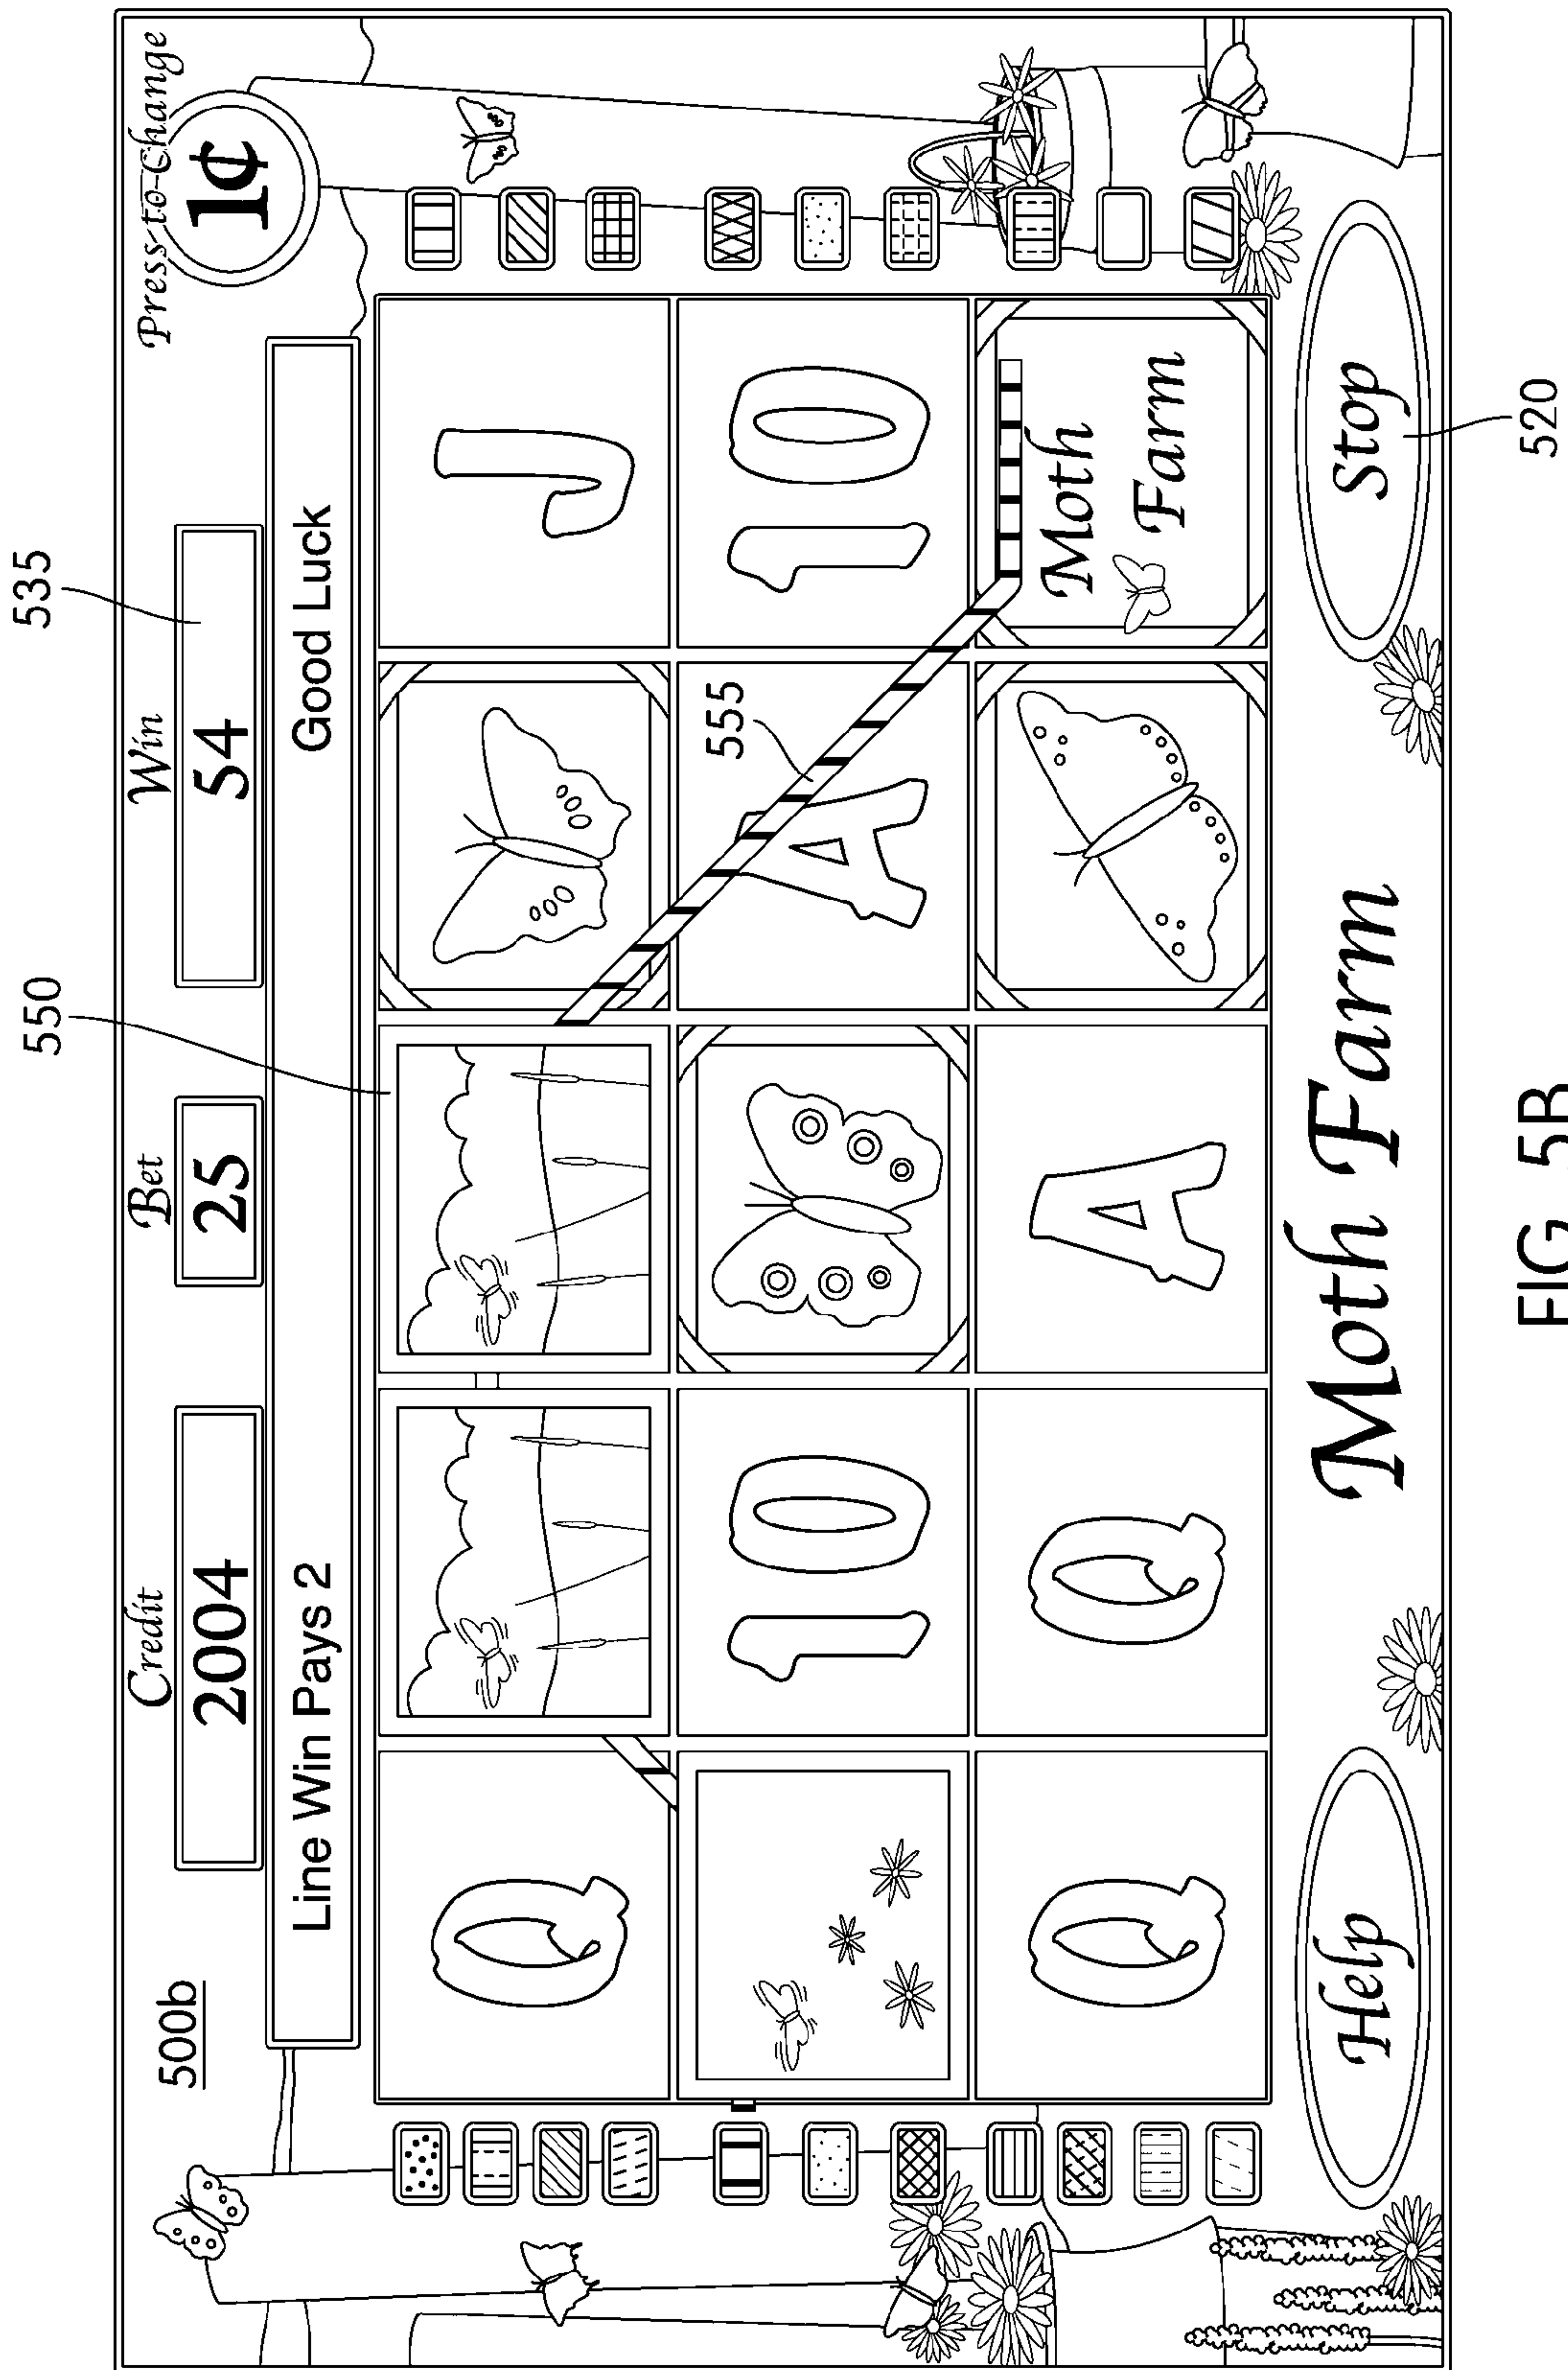 535
550
500b
Credit
Bet
Win
Press-to-Change
2004
25
54
1¢
Line Win Pays 2
Good Luck
Q
J
10
A
10
555
Q
Q
A
Moth
Farm
Help
Moth Farm
Stop
520
FIG. 5B